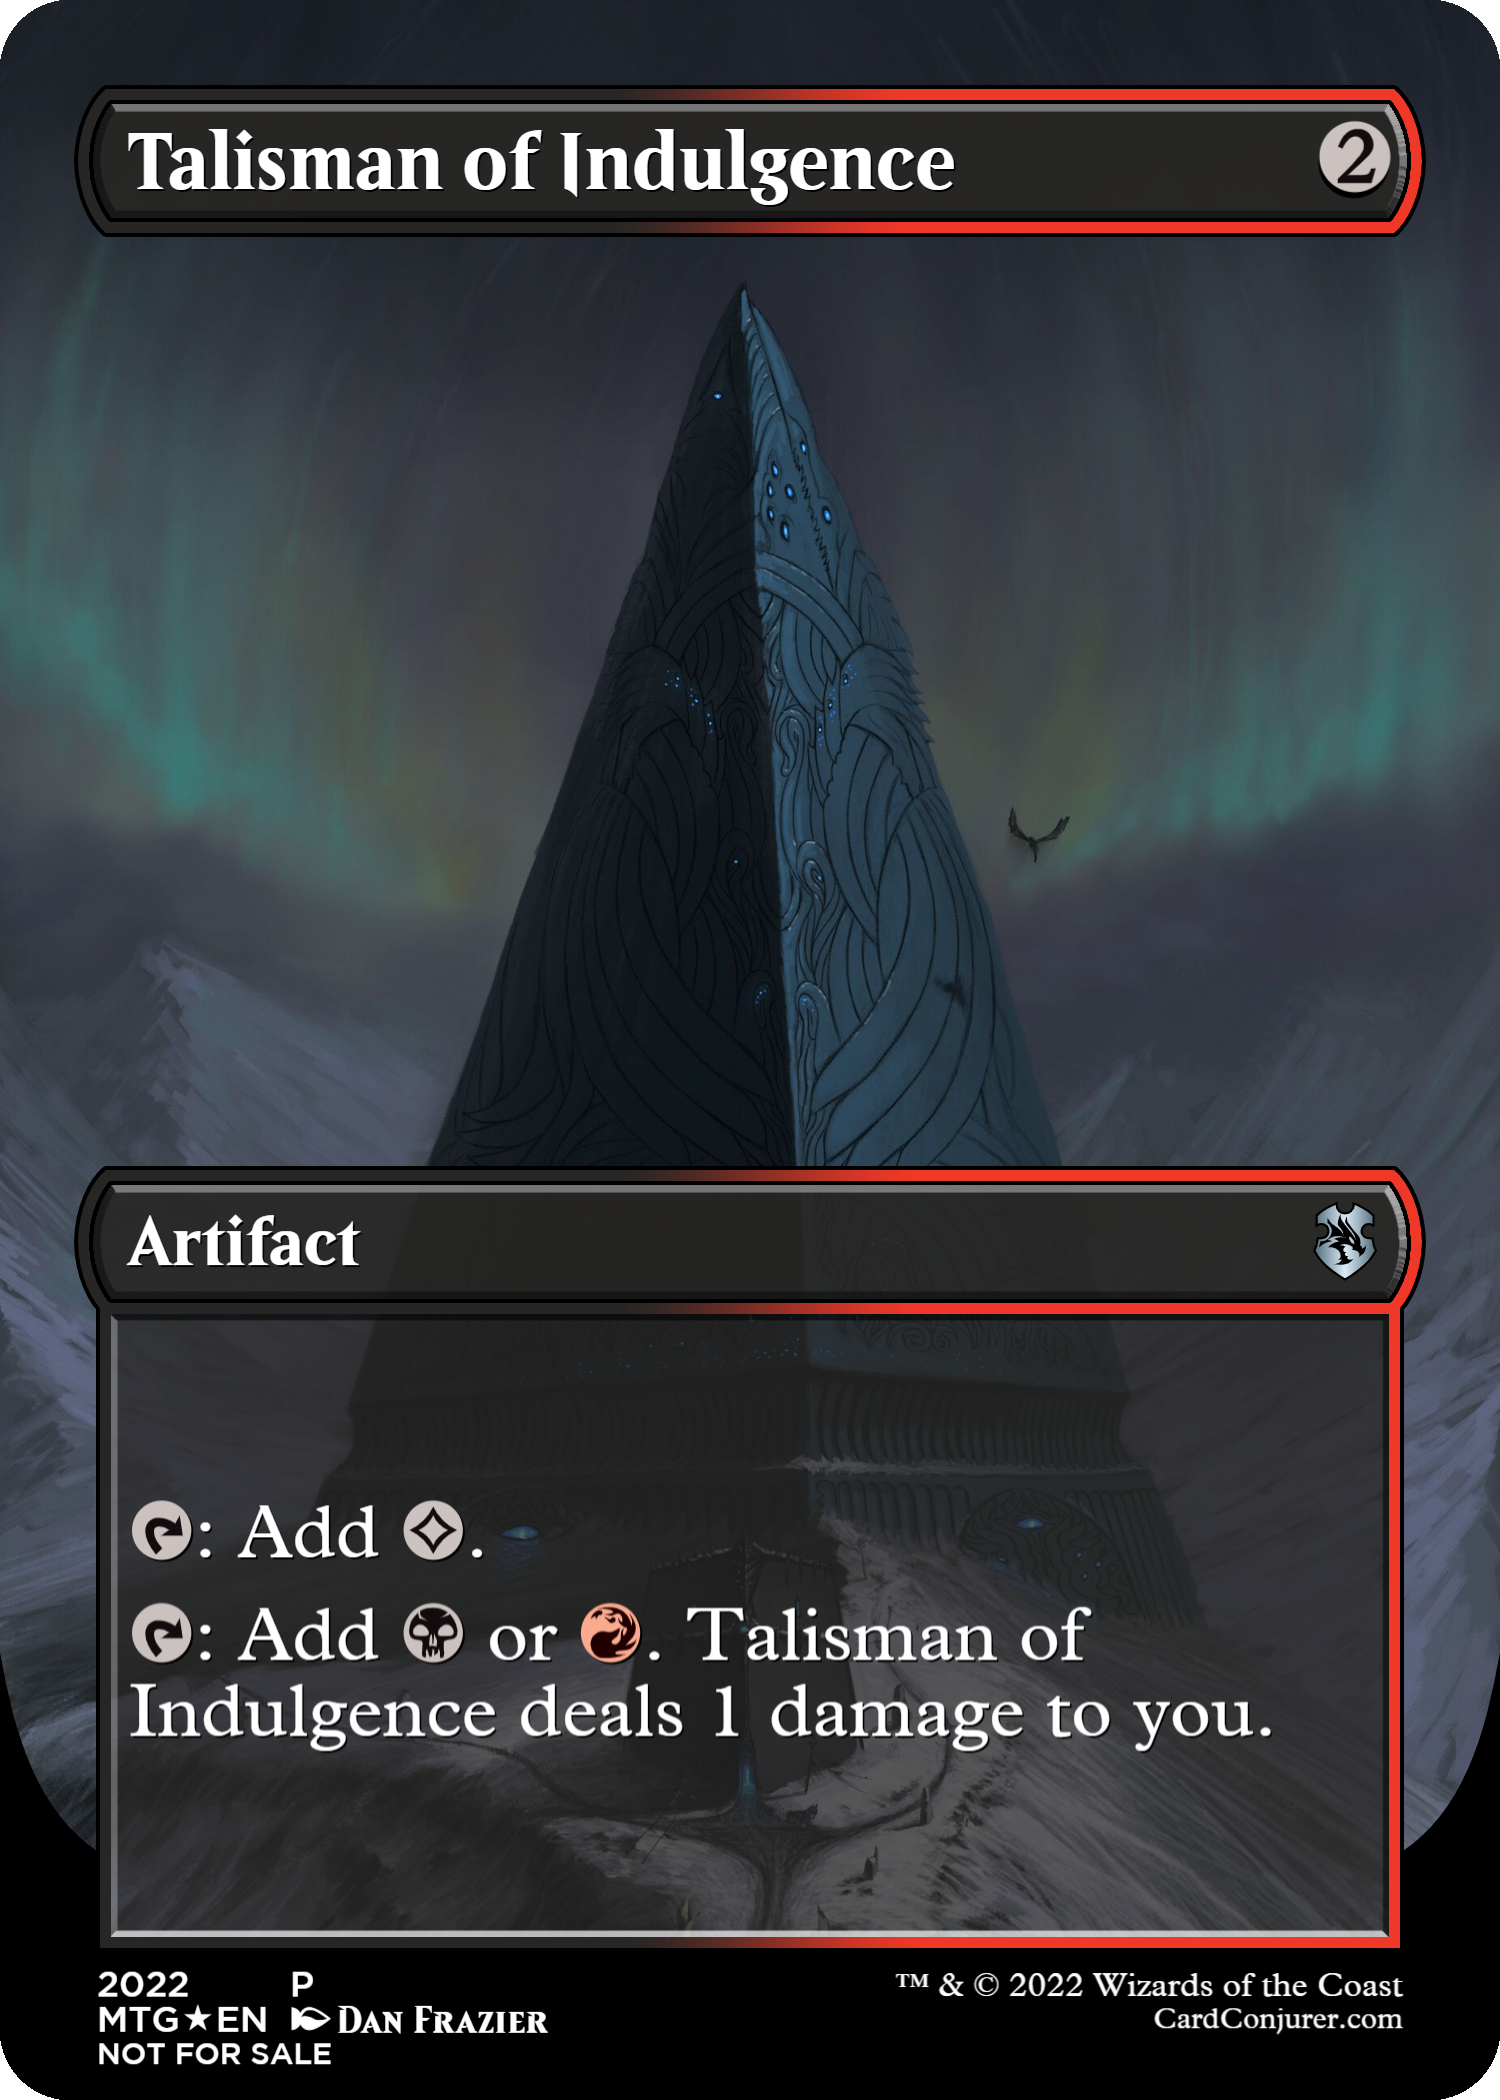 Talisman of Indulgence 2
Artifact
: Add .
: Add or . Talisman of
Indulgence deals 1 damage to you.
2022 P
MTG★EN Dan Frazier
NOT FOR SALE
™ & © 2022 Wizards of the Coast
CardConjurer.com